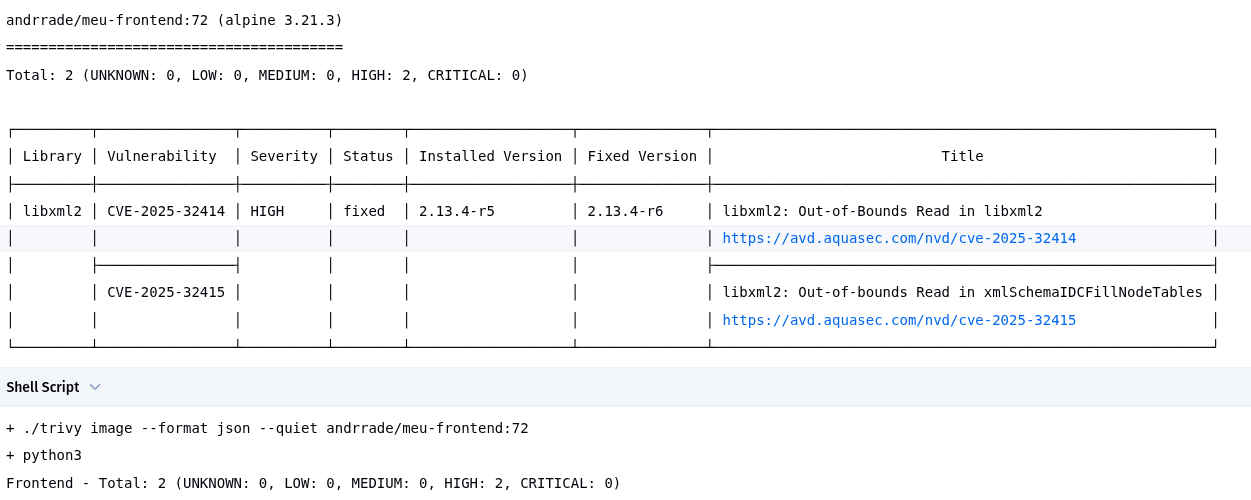 andrrade/meu-frontend:72 (alpine 3.21.3)
========================================
Total: 2 (UNKNOWN: 0, LOW: 0, MEDIUM: 0, HIGH: 2, CRITICAL: 0)
│ Library │ Vulnerability │ Severity │ Status │ Installed Version │ Fixed Version │ Title │
│ libxml2 │ CVE-2025-32414 │ HIGH │ fixed │ 2.13.4-r5 │ 2.13.4-r6 │ libxml2: Out-of-Bounds Read in libxml2 │
│ │ │ │ │ │ │ https://avd.aquasec.com/nvd/cve-2025-32414 │
│ │ CVE-2025-32415 │ │ │ │ │ libxml2: Out-of-bounds Read in xmlSchemaIDCFillNodeTables │
│ │ │ │ │ │ │ https://avd.aquasec.com/nvd/cve-2025-32415 │
Shell Script
+ ./trivy image --format json --quiet andrrade/meu-frontend:72
+ python3
Frontend - Total: 2 (UNKNOWN: 0, LOW: 0, MEDIUM: 0, HIGH: 2, CRITICAL: 0)